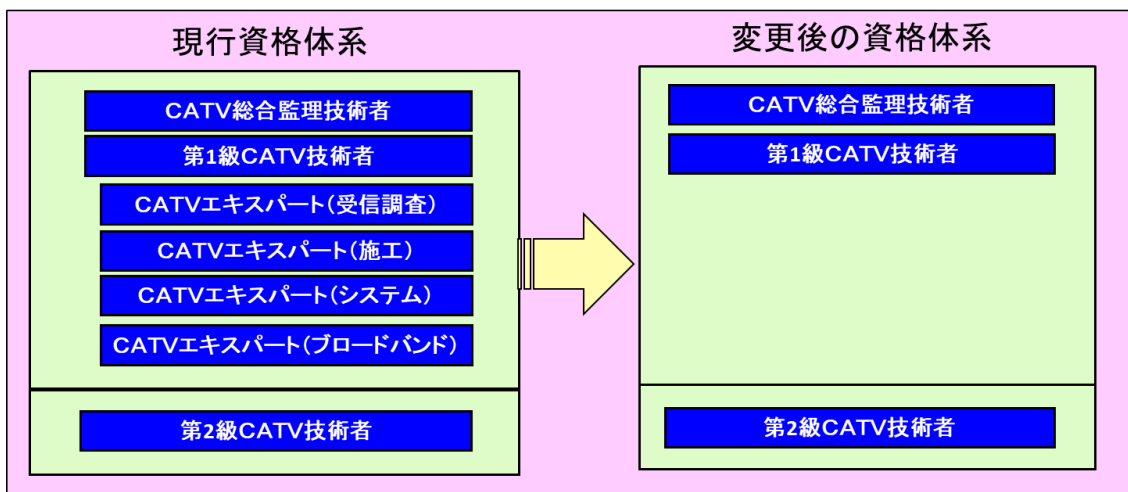 現行資格体系
CATV総合監理技術者
第1級CATV技術者
CATVエキスパート(受信調査)
CATVエキスパート(施工)
CATVエキスパート(システム)
CATVエキスパート(ブロードバンド)
第2級CATV技術者
変更後の資格体系
CATV総合監理技術者
第1級CATV技術者
第2級CATV技術者